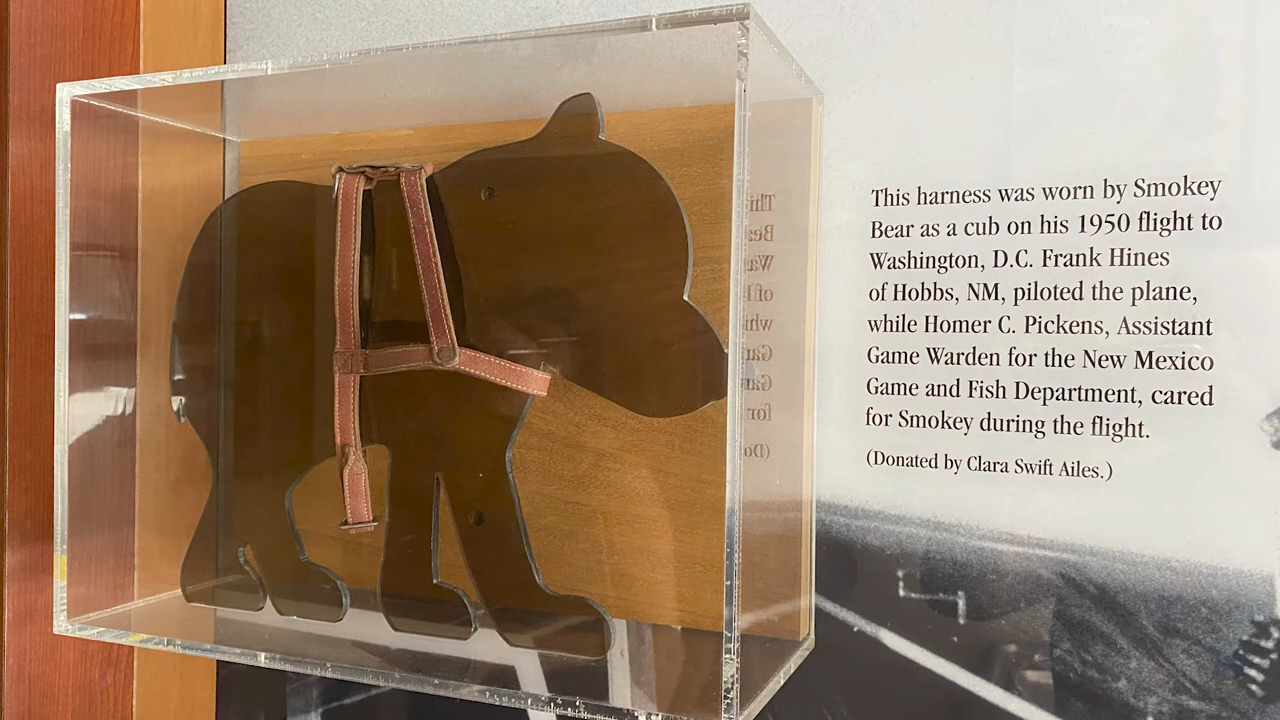 This harness was worn by Smokey
Bear as a cub on his 1950 flight to
Washington, D.C. Frank Hines
of Hobbs, NM, piloted the plane,
while Homer C. Pickens, Assistant
Game Warden for the New Mexico
Game and Fish Department, cared
for Smokey during the flight.
(Donated by Clara Swift Ailes.)